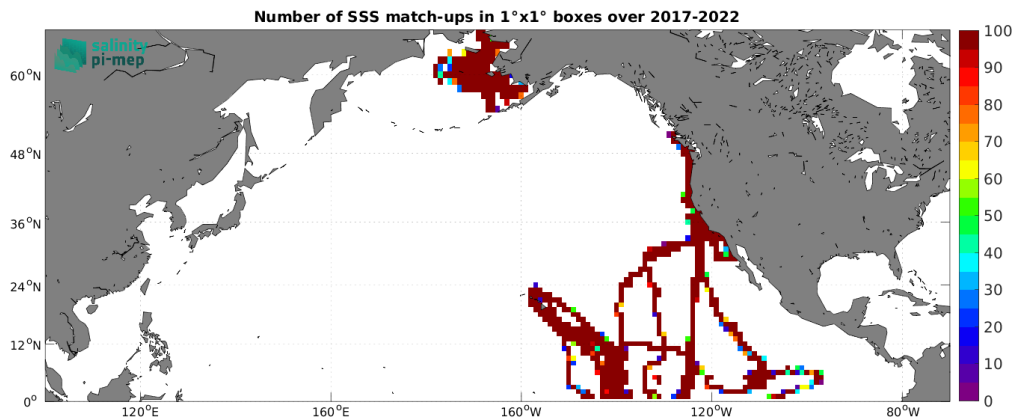 Number of SSS match-ups in 1°x1° boxes over 2017-2022
salinity
pi-mep
60°N
48°N
36°N
24°N
12°N
0°
120°E
160°E
160°W
120°W
80°W
100
90
80
70
60
50
40
30
20
10
0